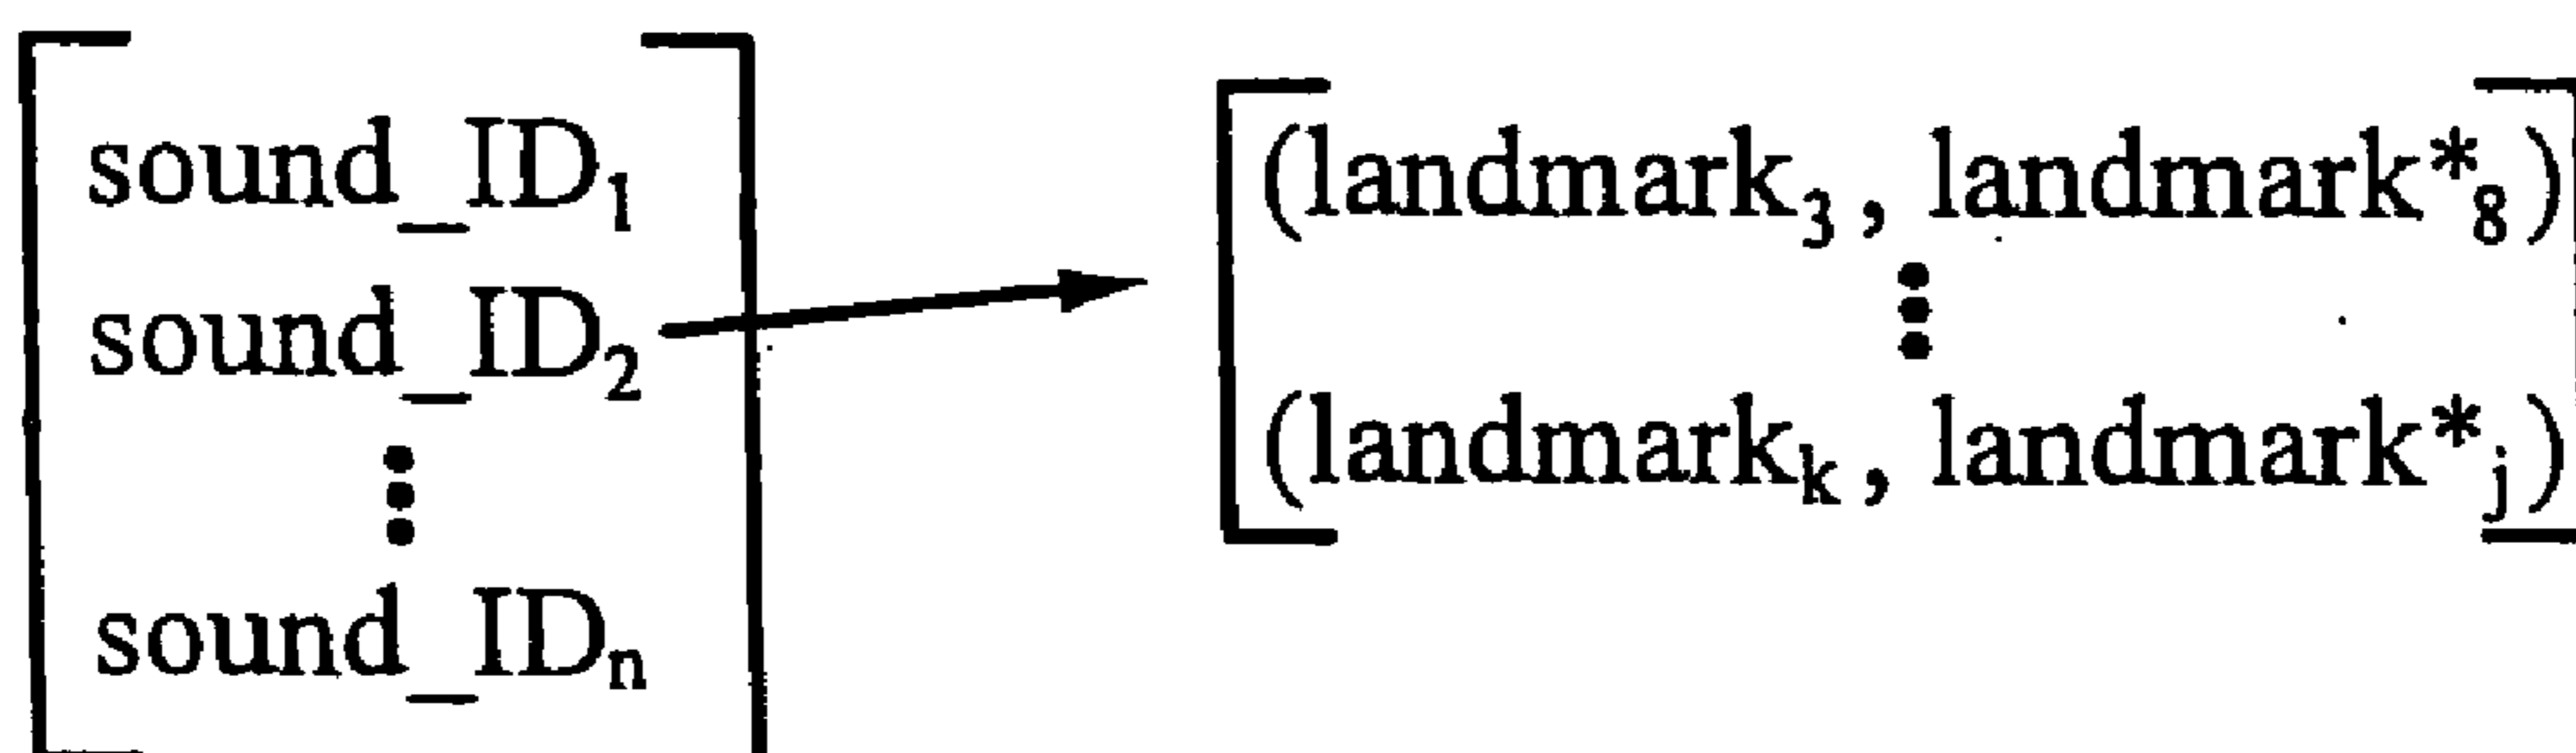 sound_ID₁
sound_ID₂
sound_IDₙ
(landmark₃, landmark*₈)
(landmarkₖ, landmark*ⱼ)